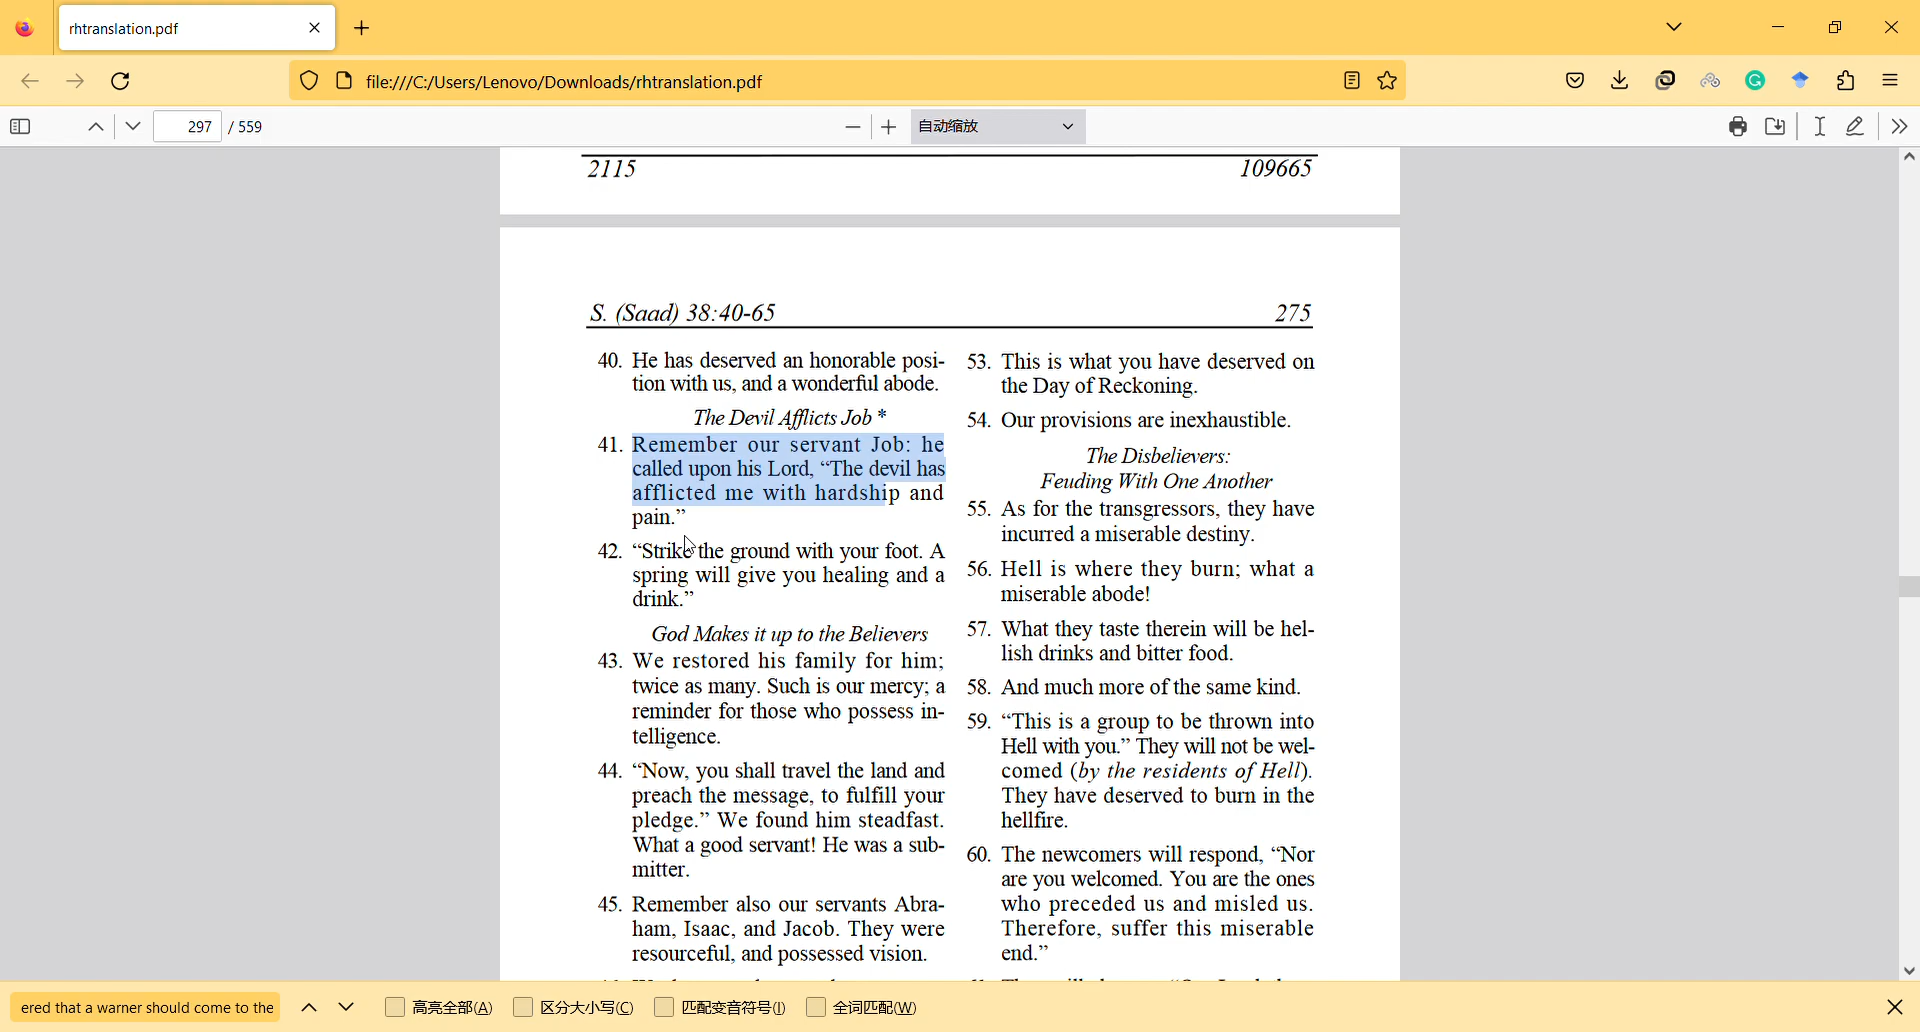 rhtranslation.pdf
file:///C:/Users/Lenovo/Downloads/rhtranslation.pdf
297 / 559
自动缩放
2115 109665
S. (Saad) 38:40-65 275
40. He has deserved an honorable posi-
tion with us, and a wonderful abode.
The Devil Afflicts Job *
41. Remember our servant Job: he
called upon his Lord, “The devil has
afflicted me with hardship and
pain.”
42. “Strike the ground with your foot. A
spring will give you healing and a
drink.”
God Makes it up to the Believers
43. We restored his family for him;
twice as many. Such is our mercy; a
reminder for those who possess in-
telligence.
44. “Now, you shall travel the land and
preach the message, to fulfill your
pledge.” We found him steadfast.
What a good servant! He was a sub-
mitter.
45. Remember also our servants Abra-
ham, Isaac, and Jacob. They were
resourceful, and possessed vision.
53. This is what you have deserved on
the Day of Reckoning.
54. Our provisions are inexhaustible.
The Disbelievers:
Feuding With One Another
55. As for the transgressors, they have
incurred a miserable destiny.
56. Hell is where they burn; what a
miserable abode!
57. What they taste therein will be hel-
lish drinks and bitter food.
58. And much more of the same kind.
59. “This is a group to be thrown into
Hell with you.” They will not be wel-
comed (by the residents of Hell).
They have deserved to burn in the
hellfire.
60. The newcomers will respond, “Nor
are you welcomed. You are the ones
who preceded us and misled us.
Therefore, suffer this miserable
end.”
ered that a warner should come to the
高亮全部(A) 区分大小写(C) 匹配变音符号(I) 全词匹配(W)